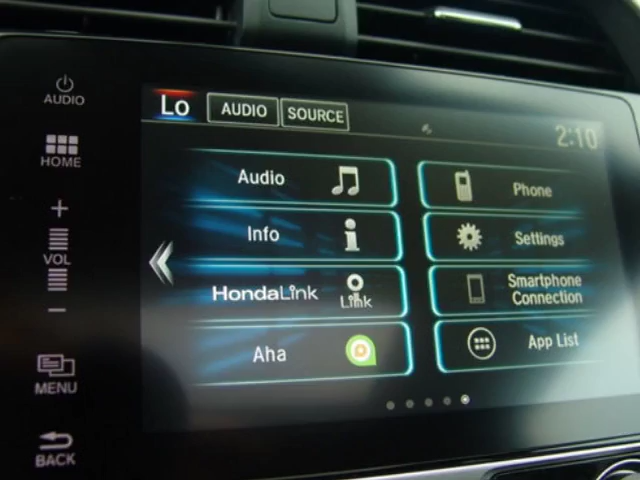 AUDIO
HOME
+
VOL
-
MENU
BACK
Lo AUDIO SOURCE 2:10
Audio
Phone
Info
Settings
HondaLink Link
Smartphone
Connection
Aha
App List